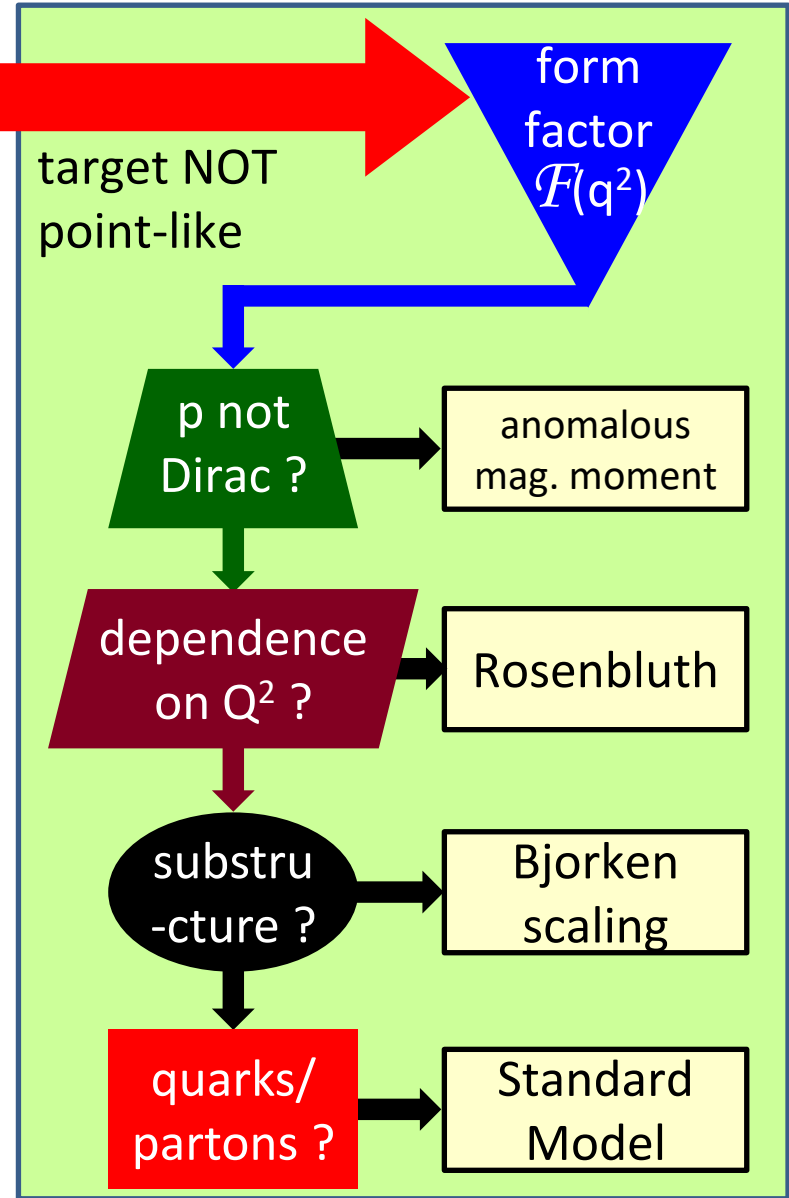 form
factor
ℱ(q²)
target NOT
point-like
p not
Dirac ?
anomalous
mag. moment
dependence
on Q² ?
Rosenbluth
substru
-cture ?
Bjorken
scaling
quarks/
partons ?
Standard
Model